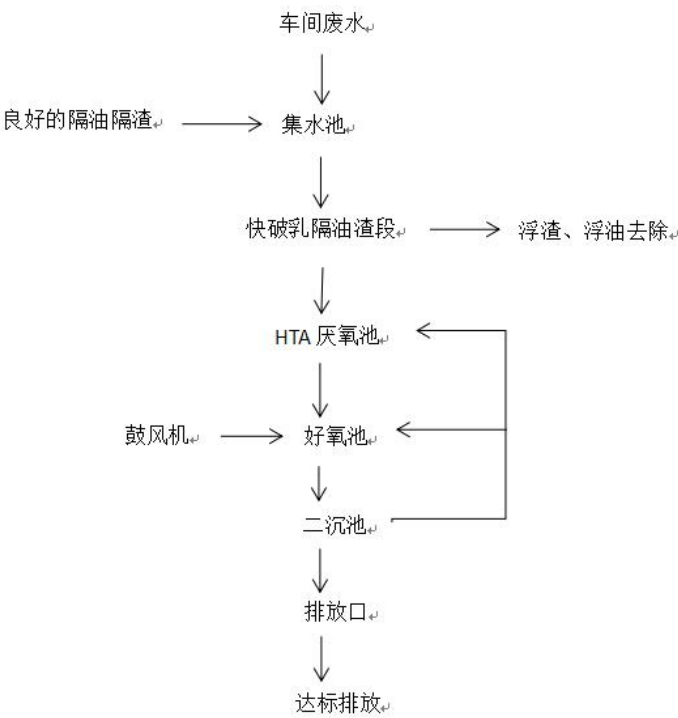 车间废水
良好的隔油隔渣
集水池
快破乳隔油渣段
浮渣、浮油去除
HTA 厌氧池
鼓风机
好氧池
二沉池
排放口
达标排放